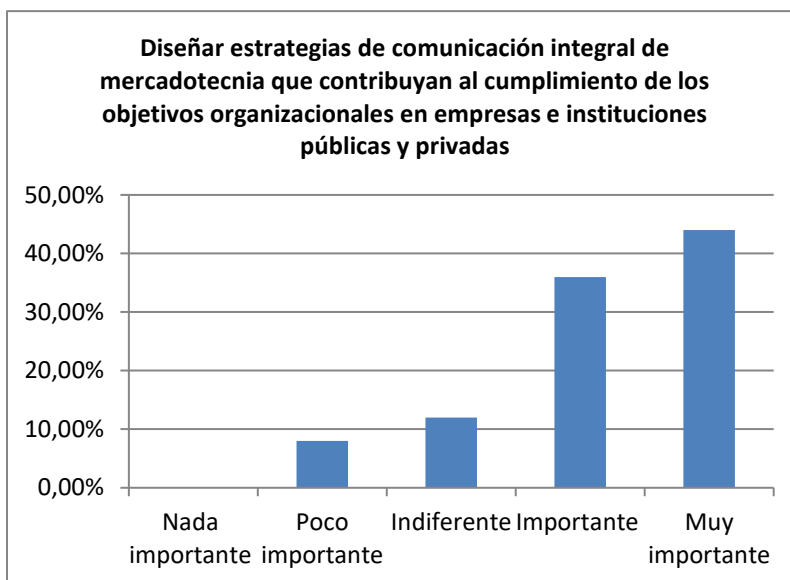 Diseñar estrategias de comunicación integral de
mercadotecnia que contribuyan al cumplimiento de los
objetivos organizacionales en empresas e instituciones
públicas y privadas
50,00%
40,00%
30,00%
20,00%
10,00%
0,00%
Nada
importante
Poco
importante
Indiferente
Importante
Muy
importante